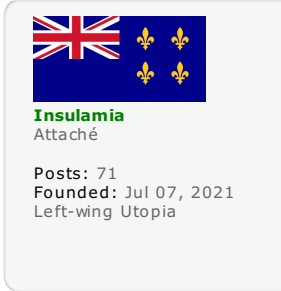 Insulamia
Attaché
Posts: 71
Founded: Jul 07, 2021
Left-wing Utopia